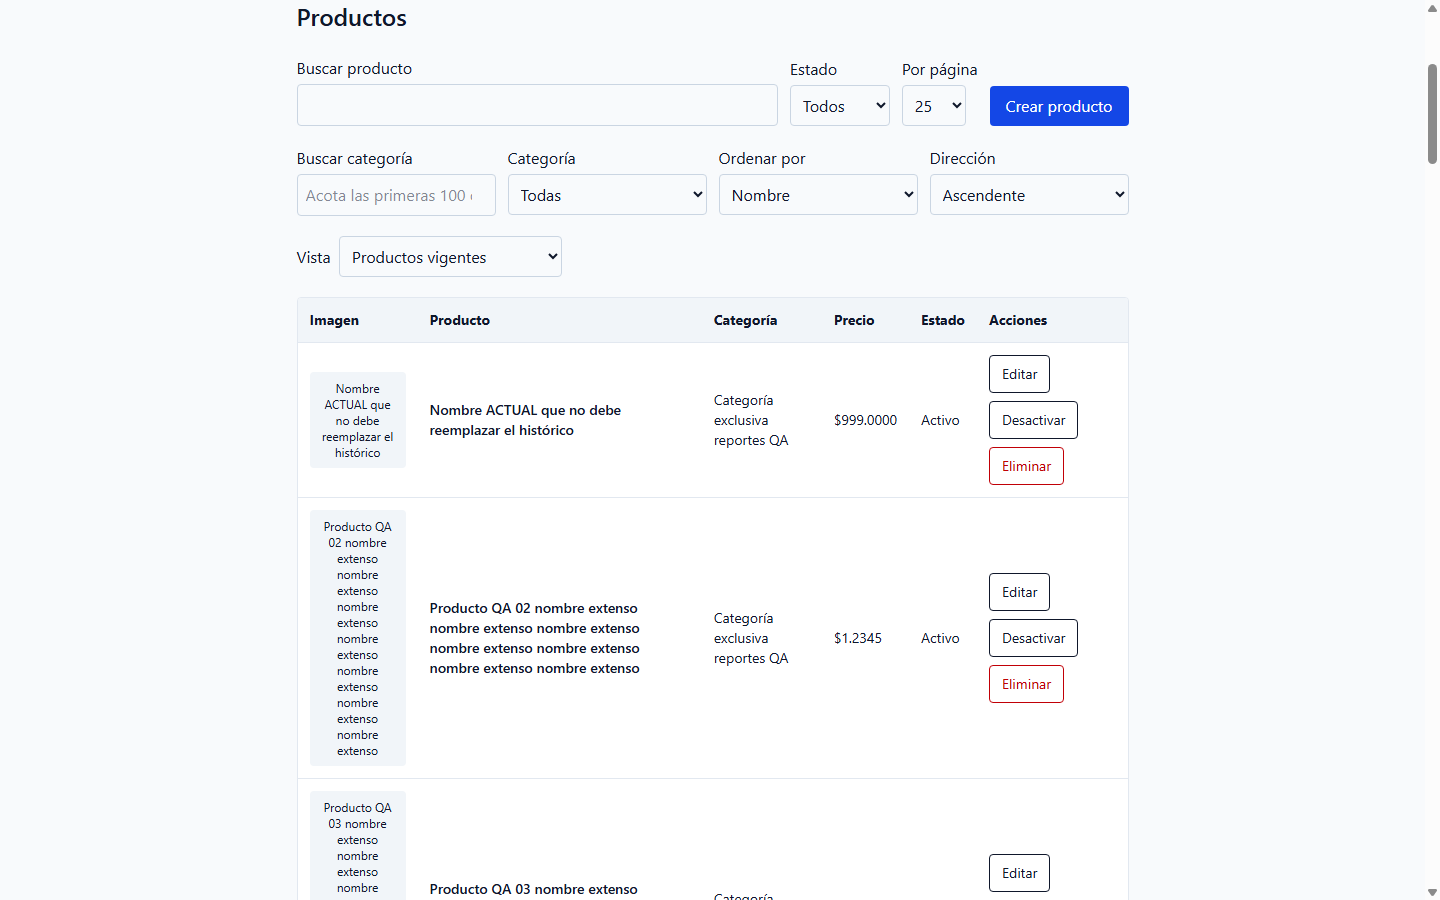 Productos
Buscar producto
Estado
Por página
Todos
25
Crear producto
Buscar categoría
Categoría
Ordenar por
Dirección
Acota las primeras 100
Todas
Nombre
Ascendente
Vista
Productos vigentes
Imagen
Producto
Categoría
Precio
Estado
Acciones
Nombre
ACTUAL que
no debe
reemplazar el
histórico
Nombre ACTUAL que no debe
reemplazar el histórico
Categoría
exclusiva
reportes QA
$999.0000
Activo
Editar
Desactivar
Eliminar
Producto QA
02 nombre
extenso
nombre
extenso
nombre
extenso
nombre
extenso
nombre
extenso
nombre
extenso
nombre
extenso
Producto QA 02 nombre extenso
nombre extenso nombre extenso
nombre extenso nombre extenso
nombre extenso nombre extenso
Categoría
exclusiva
reportes QA
$1.2345
Activo
Editar
Desactivar
Eliminar
Producto QA
03 nombre
extenso
nombre
extenso
nombre
Producto QA 03 nombre extenso
Categoría
Editar